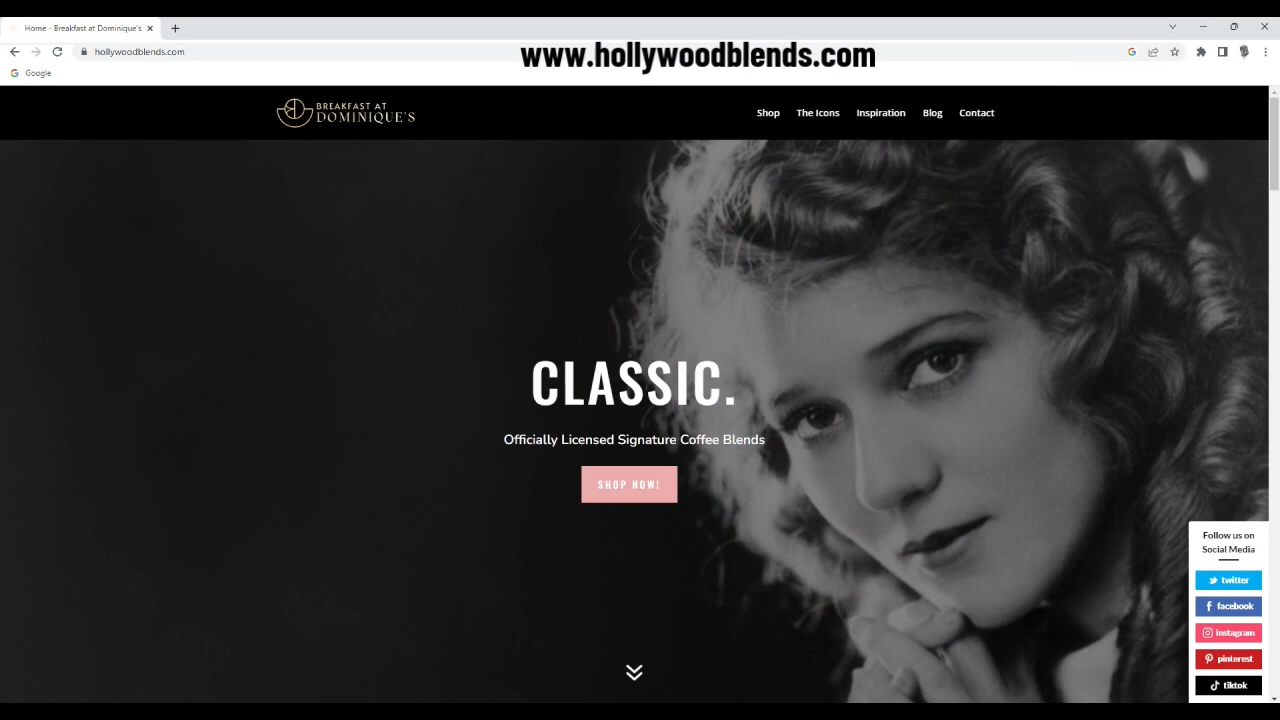 Home - Breakfast at Dominique's
hollywoodblends.com
www.hollywoodblends.com
Google
BREAKFAST AT
DOMINIQUE'S
Shop
The Icons
Inspiration
Blog
Contact
CLASSIC.
Officially Licensed Signature Coffee Blends
SHOP NOW!
Follow us on
Social Media
twitter
facebook
instagram
pinterest
tiktok